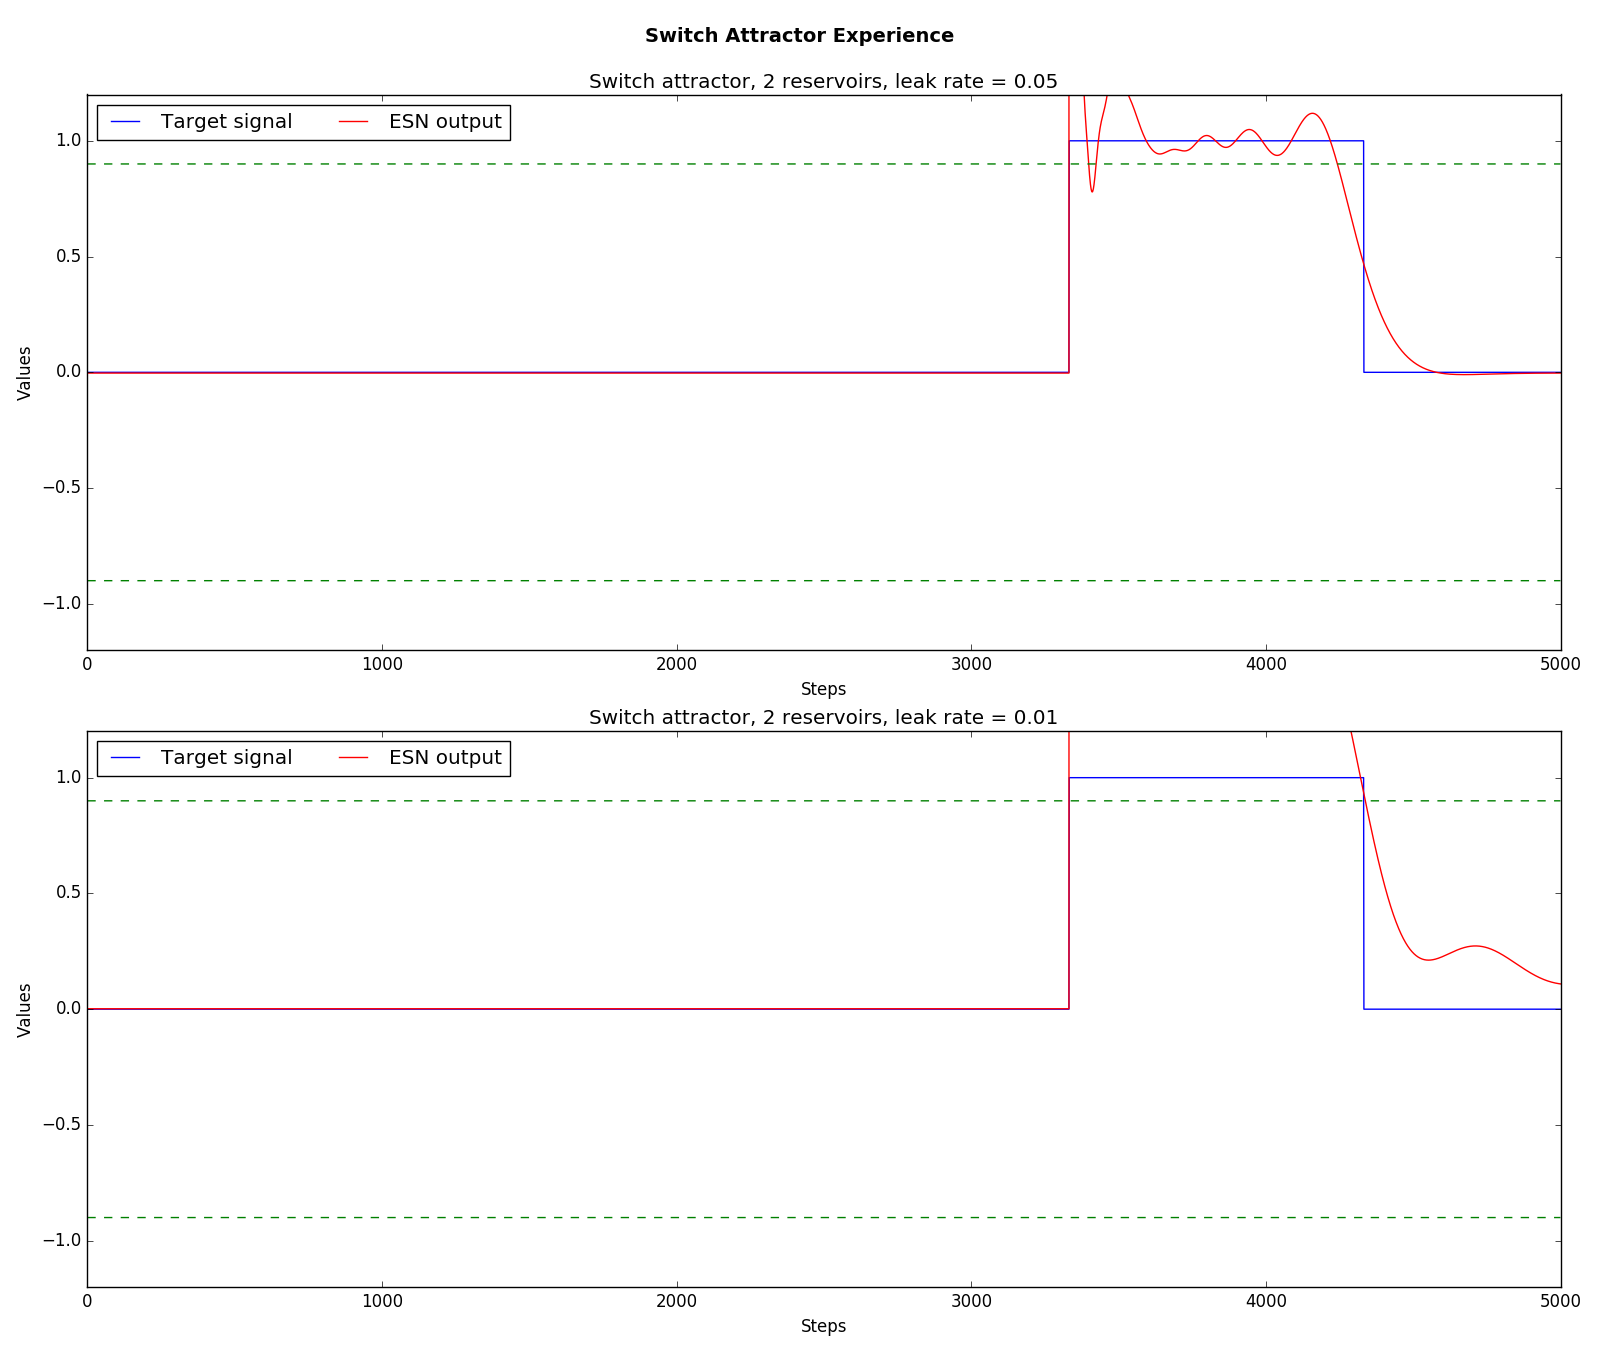 Switch Attractor Experience
Switch attractor, 2 reservoirs, leak rate = 0.05
Target signal ESN output
1.0
0.5
0.0
−0.5
−1.0
Values
0 1000 2000 3000 4000 5000
Steps
Switch attractor, 2 reservoirs, leak rate = 0.01
Target signal ESN output
1.0
0.5
0.0
−0.5
−1.0
Values
0 1000 2000 3000 4000 5000
Steps